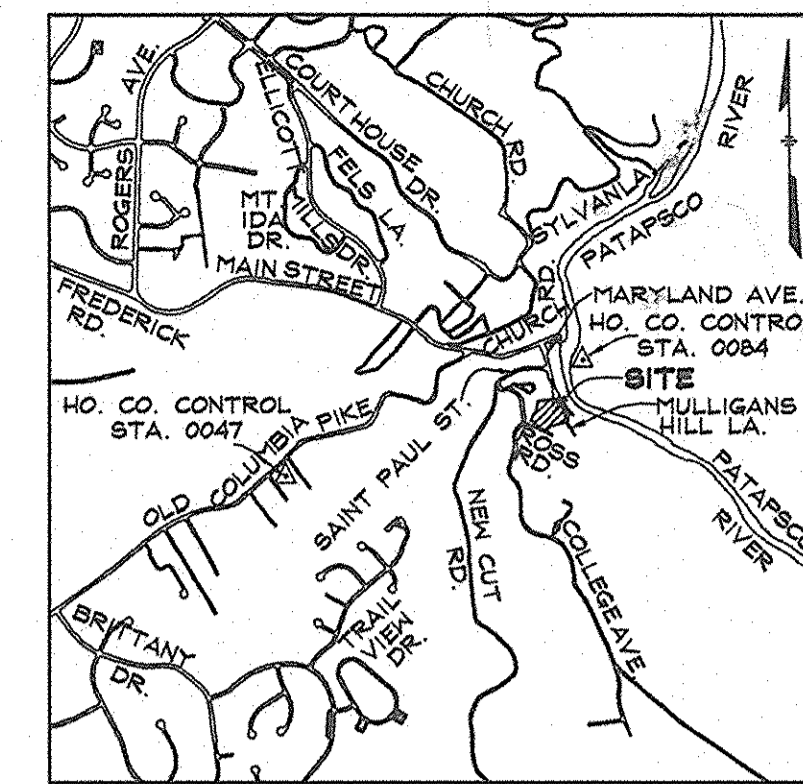 ROGERS AVE.
ELLICOTT
MILLS DR.
COURT HOUSE DR.
CHURCH RD.
FELS LA.
MT.
IDA
DR.
SYLVAN LA.
PATAPSCO RIVER
MAIN STREET
FREDERICK
RD.
CHURCH RD.
MARYLAND AVE.
HO. CO. CONTRO
STA. 0084
SITE
MULLIGANS
HILL LA.
HO. CO. CONTROL
STA. 0047
OLD COLUMBIA PIKE
SAINT PAUL ST.
ROSS
RD.
NEW CUT
RD.
COLLEGE AVE.
PATAPSCO
RIVER
BRITTANY
DR.
TRAIL
VIEW
DR.